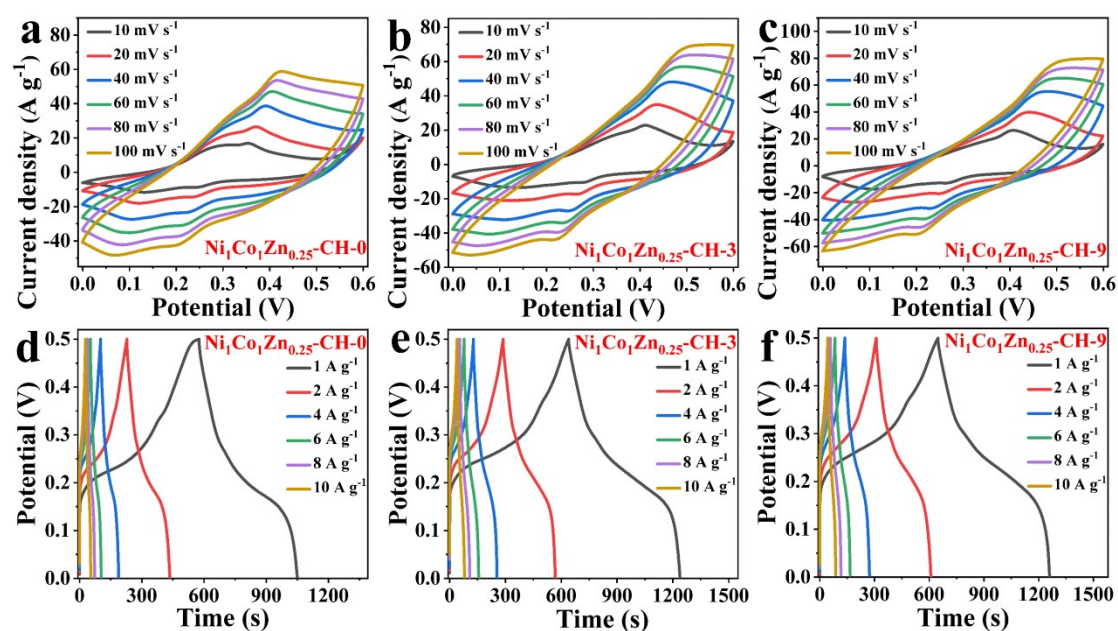 a
10 mV s⁻¹
20 mV s⁻¹
40 mV s⁻¹
60 mV s⁻¹
80 mV s⁻¹
100 mV s⁻¹
Ni₁Co₁Zn₀.₂₅-CH-0
80
60
40
20
0
-20
-40
-60
Current density (A g⁻¹)
0.0 0.1 0.2 0.3 0.4 0.5 0.6
Potential (V)
b
10 mV s⁻¹
20 mV s⁻¹
40 mV s⁻¹
60 mV s⁻¹
80 mV s⁻¹
100 mV s⁻¹
Ni₁Co₁Zn₀.₂₅-CH-3
80
60
40
20
0
-20
-40
-60
Current density (A g⁻¹)
0.0 0.1 0.2 0.3 0.4 0.5 0.6
Potential (V)
c
10 mV s⁻¹
20 mV s⁻¹
40 mV s⁻¹
60 mV s⁻¹
80 mV s⁻¹
100 mV s⁻¹
Ni₁Co₁Zn₀.₂₅-CH-9
100
80
60
40
20
0
-20
-40
-60
Current density (A g⁻¹)
0.0 0.1 0.2 0.3 0.4 0.5 0.6
Potential (V)
d
Ni₁Co₁Zn₀.₂₅-CH-0
1 A g⁻¹
2 A g⁻¹
4 A g⁻¹
6 A g⁻¹
8 A g⁻¹
10 A g⁻¹
0.5
0.4
0.3
0.2
0.1
0.0
Potential (V)
0 300 600 900 1200
Time (s)
e
Ni₁Co₁Zn₀.₂₅-CH-3
1 A g⁻¹
2 A g⁻¹
4 A g⁻¹
6 A g⁻¹
8 A g⁻¹
10 A g⁻¹
0.5
0.4
0.3
0.2
0.1
0.0
Potential (V)
0 300 600 900 1200 1500
Time (s)
f
Ni₁Co₁Zn₀.₂₅-CH-9
1 A g⁻¹
2 A g⁻¹
4 A g⁻¹
6 A g⁻¹
8 A g⁻¹
10 A g⁻¹
0.5
0.4
0.3
0.2
0.1
0.0
Potential (V)
0 300 600 900 1200 1500
Time (s)